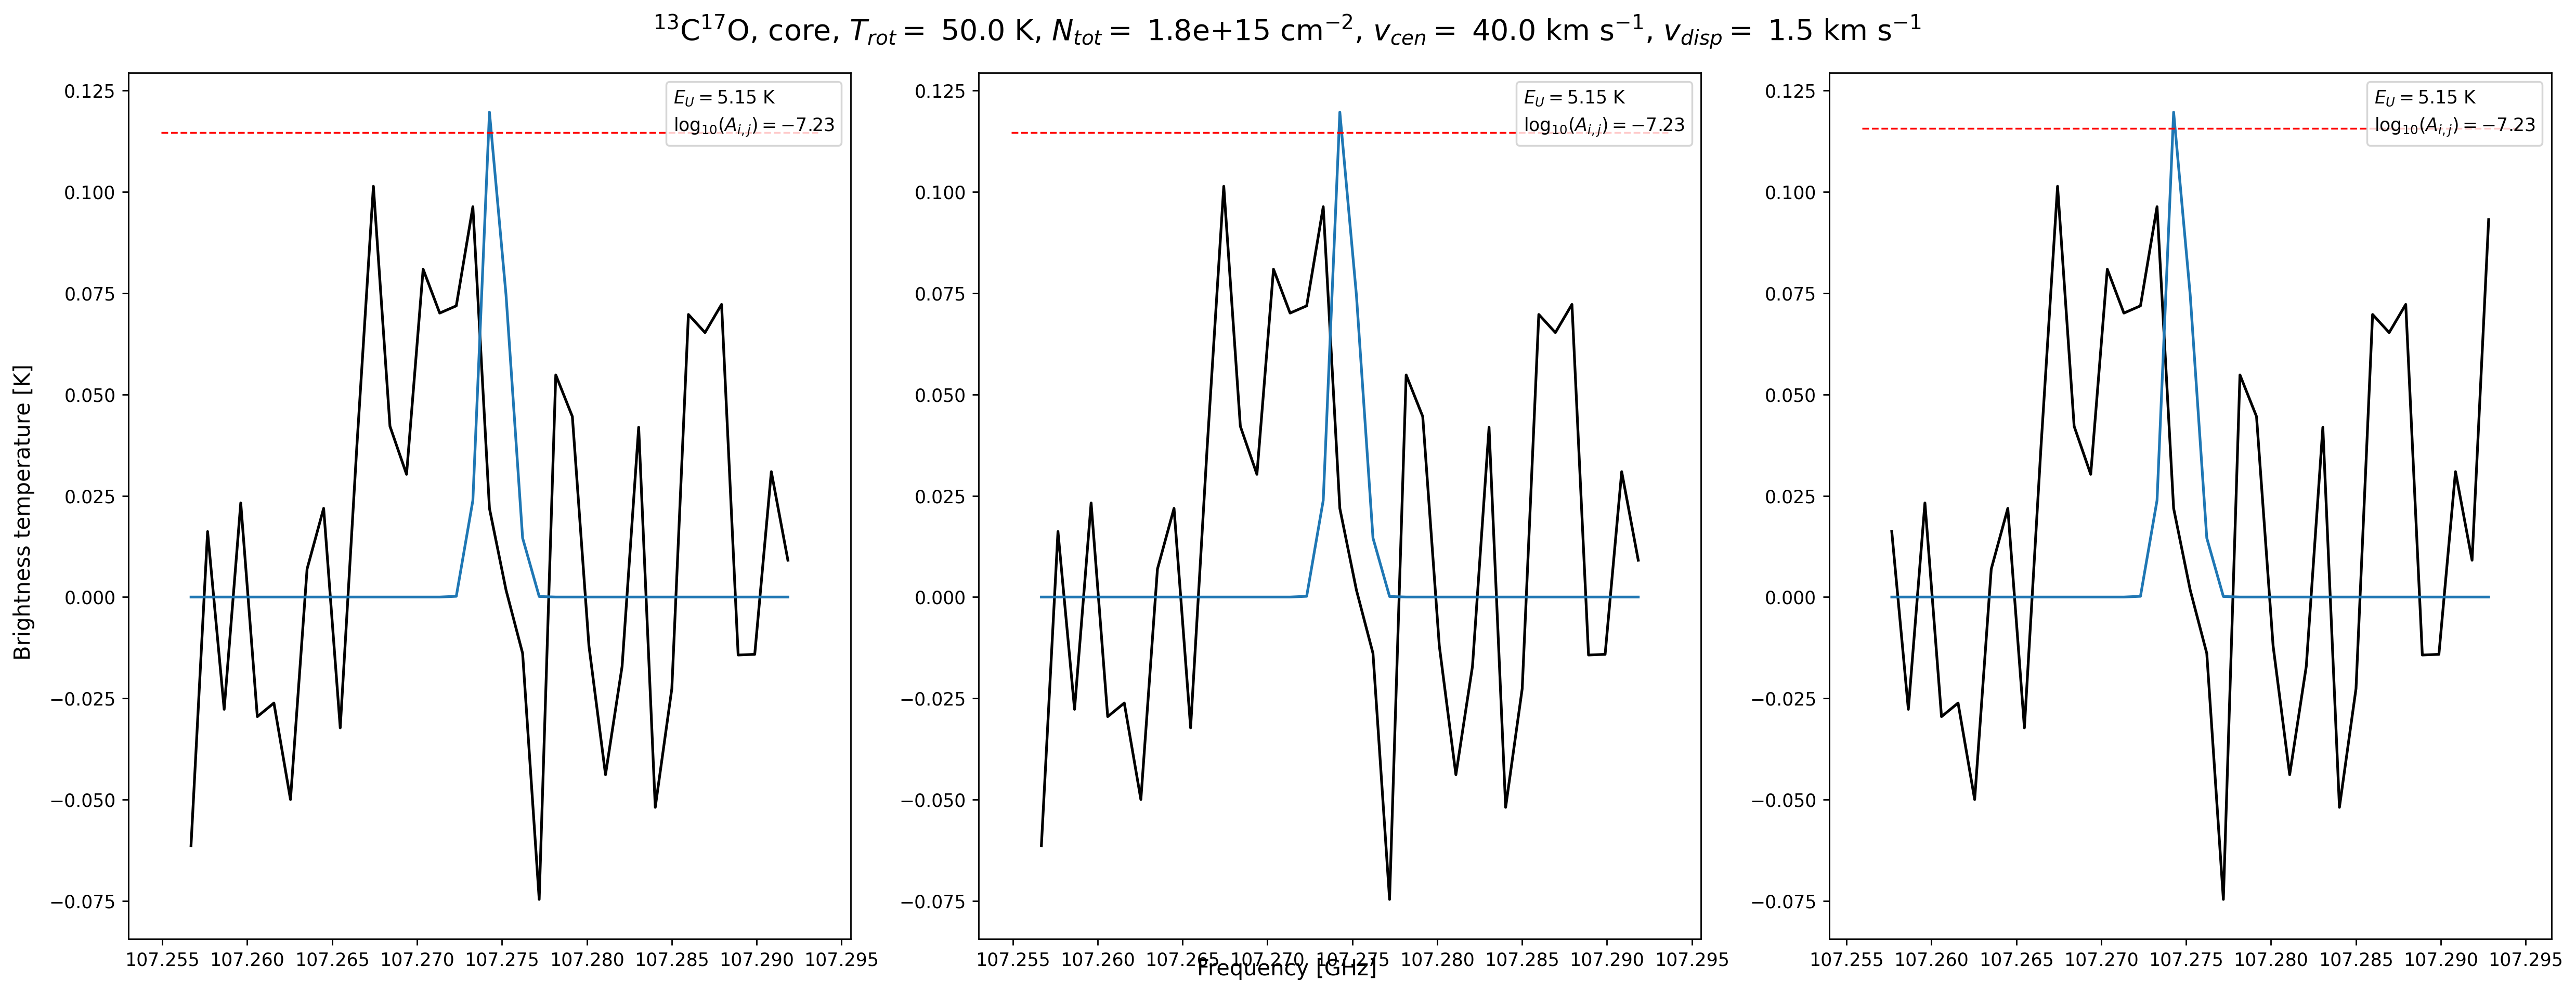 ¹³C¹⁷O, core, T_rot = 50.0 K, N_tot = 1.8e+15 cm⁻², v_cen = 40.0 km s⁻¹, v_disp = 1.5 km s⁻¹
Brightness temperature [K]
0.125
0.100
0.075
0.050
0.025
0.000
−0.025
−0.050
−0.075
E_U = 5.15 K
log₁₀(A_i,j) = −7.23
107.255 107.260 107.265 107.270 107.275 107.280 107.285 107.290 107.295
0.125
0.100
0.075
0.050
0.025
0.000
−0.025
−0.050
−0.075
E_U = 5.15 K
log₁₀(A_i,j) = −7.23
107.255 107.260 107.265 107.270 107.275 107.280 107.285 107.290 107.295
0.125
0.100
0.075
0.050
0.025
0.000
−0.025
−0.050
−0.075
E_U = 5.15 K
log₁₀(A_i,j) = −7.23
107.255 107.260 107.265 107.270 107.275 107.280 107.285 107.290 107.295
Frequency [GHz]